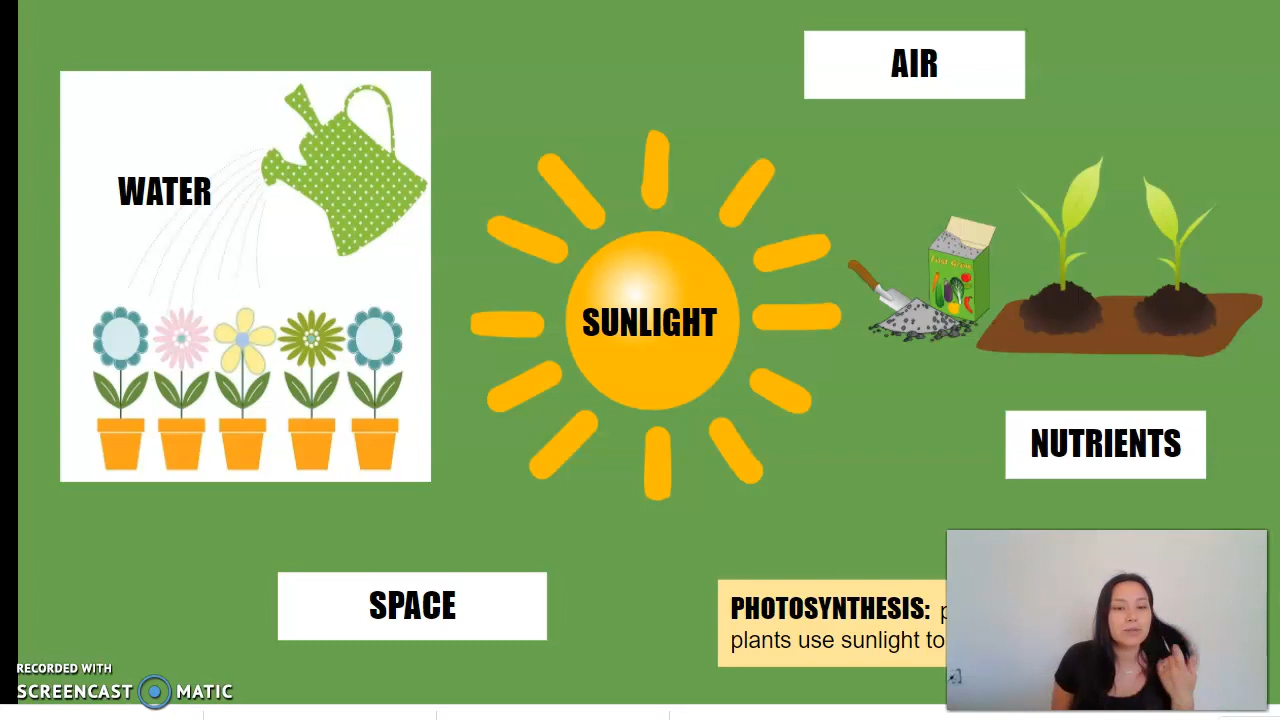 AIR
WATER
SUNLIGHT
NUTRIENTS
SPACE
PHOTOSYNTHESIS:
plants use sunlight to
RECORDED WITH
SCREENCAST MATIC